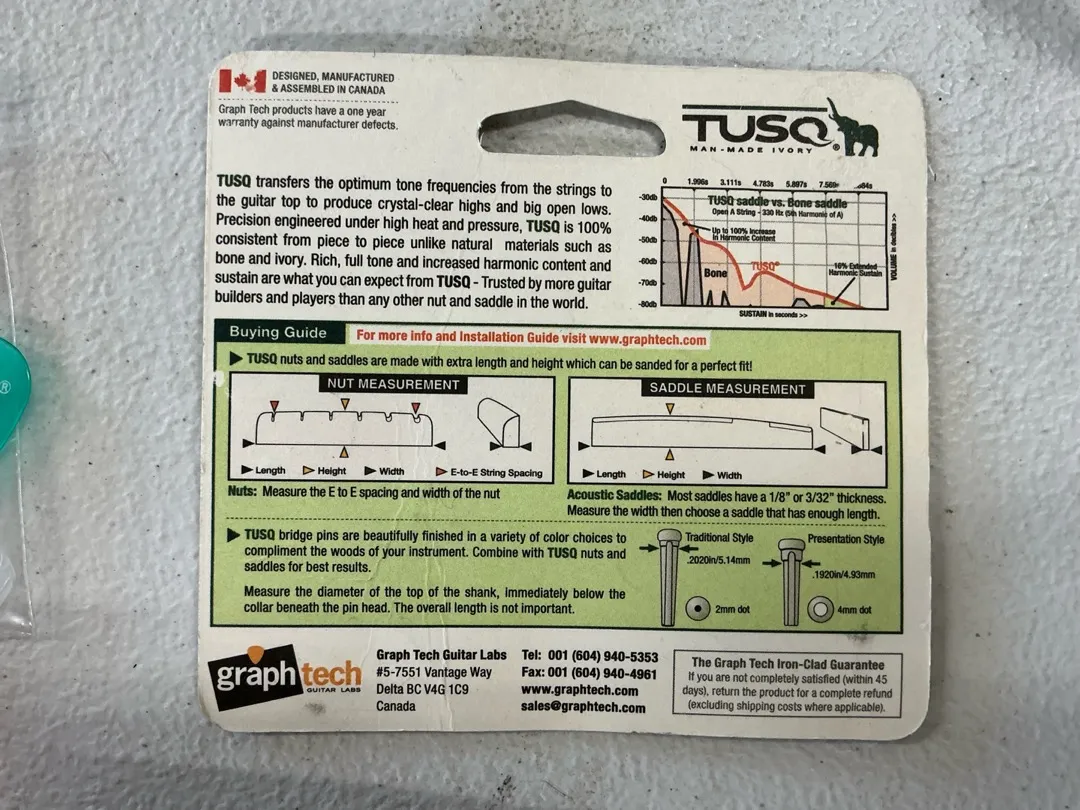 DESIGNED, MANUFACTURED
& ASSEMBLED IN CANADA
Graph Tech products have a one year
warranty against manufacturer defects.
TUSQ®
MAN-MADE IVORY
TUSQ transfers the optimum tone frequencies from the strings to
the guitar top to produce crystal-clear highs and big open lows.
Precision engineered under high heat and pressure, TUSQ is 100%
consistent from piece to piece unlike natural materials such as
bone and ivory. Rich, full tone and increased harmonic content and
sustain are what you can expect from TUSQ - Trusted by more guitar
builders and players than any other nut and saddle in the world.
0 1.996s 3.111s 4.783s 5.897s
-30db
-40db
-50db
-60db
-70db
-80db
TUSQ saddle vs. Bone saddle
Open A String - 330 Hz (5th Harmonic of A)
Up to 100% Increase
in Harmonic Content
Bone
TUSQ®
16% Extended
Harmonic Sustain
VOLUME in decibles >>
SUSTAIN in seconds >>
Buying Guide
For more info and Installation Guide visit www.graphtech.com
TUSQ nuts and saddles are made with extra length and height which can be sanded for a perfect fit!
NUT MEASUREMENT
Length Height Width E-to-E String Spacing
Nuts: Measure the E to E spacing and width of the nut
SADDLE MEASUREMENT
Length Height Width
Acoustic Saddles: Most saddles have a 1/8" or 3/32" thickness.
Measure the width then choose a saddle that has enough length.
TUSQ bridge pins are beautifully finished in a variety of color choices to
compliment the woods of your instrument. Combine with TUSQ nuts and
saddles for best results.
Measure the diameter of the top of the shank, immediately below the
collar beneath the pin head. The overall length is not important.
Traditional Style
.2020in/5.14mm
2mm dot
Presentation Style
.1920in/4.93mm
4mm dot
graphtech
GUITAR LABS
Graph Tech Guitar Labs
#5-7551 Vantage Way
Delta BC V4G 1C9
Canada
Tel: 001 (604) 940-5353
Fax: 001 (604) 940-4961
www.graphtech.com
sales@graphtech.com
The Graph Tech Iron-Clad Guarantee
If you are not completely satisfied (within 45
days), return the product for a complete refund
(excluding shipping costs where applicable).
®